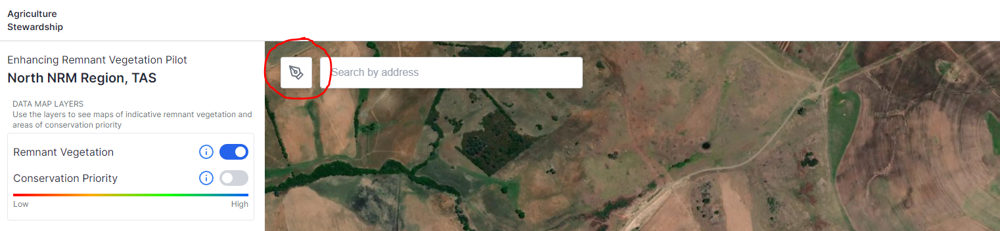 Agriculture
Stewardship
Enhancing Remnant Vegetation Pilot
North NRM Region, TAS
DATA MAP LAYERS
Use the layers to see maps of indicative remnant vegetation and
areas of conservation priority
Remnant Vegetation
Conservation Priority
Low High
Search by address